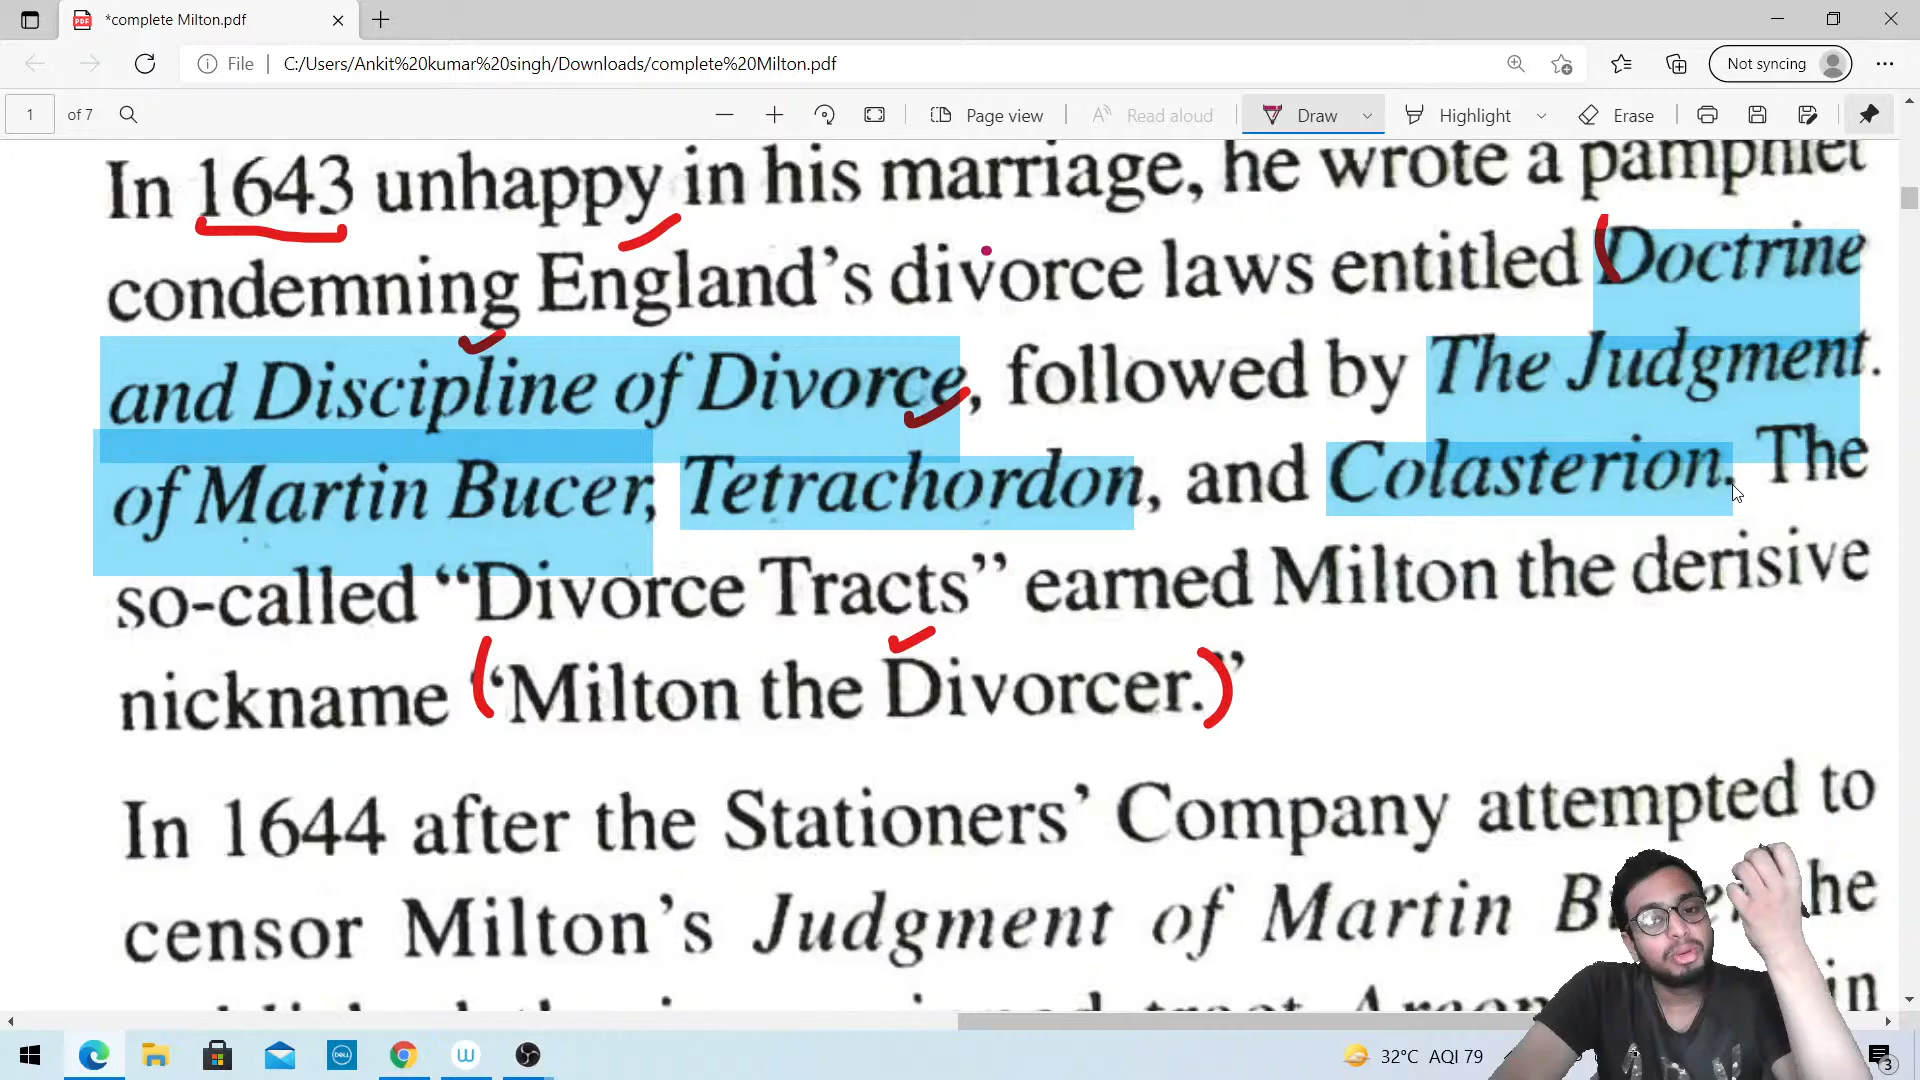 *complete Milton.pdf
File
C:/Users/Ankit%20kumar%20singh/Downloads/complete%20Milton.pdf
Not syncing
1 of 7
Page view
Read aloud
Draw
Highlight
Erase
In 1643 unhappy in his marriage, he wrote a pamphlet
condemning England's divorce laws entitled Doctrine
and Discipline of Divorce, followed by The Judgment.
of Martin Bucer, Tetrachordon, and Colasterion. The
so-called “Divorce Tracts” earned Milton the derisive
nickname “Milton the Divorcer.”
In 1644 after the Stationers’ Company attempted to
censor Milton’s Judgment of Martin he
in
DELL
W
32°C AQI 79
3